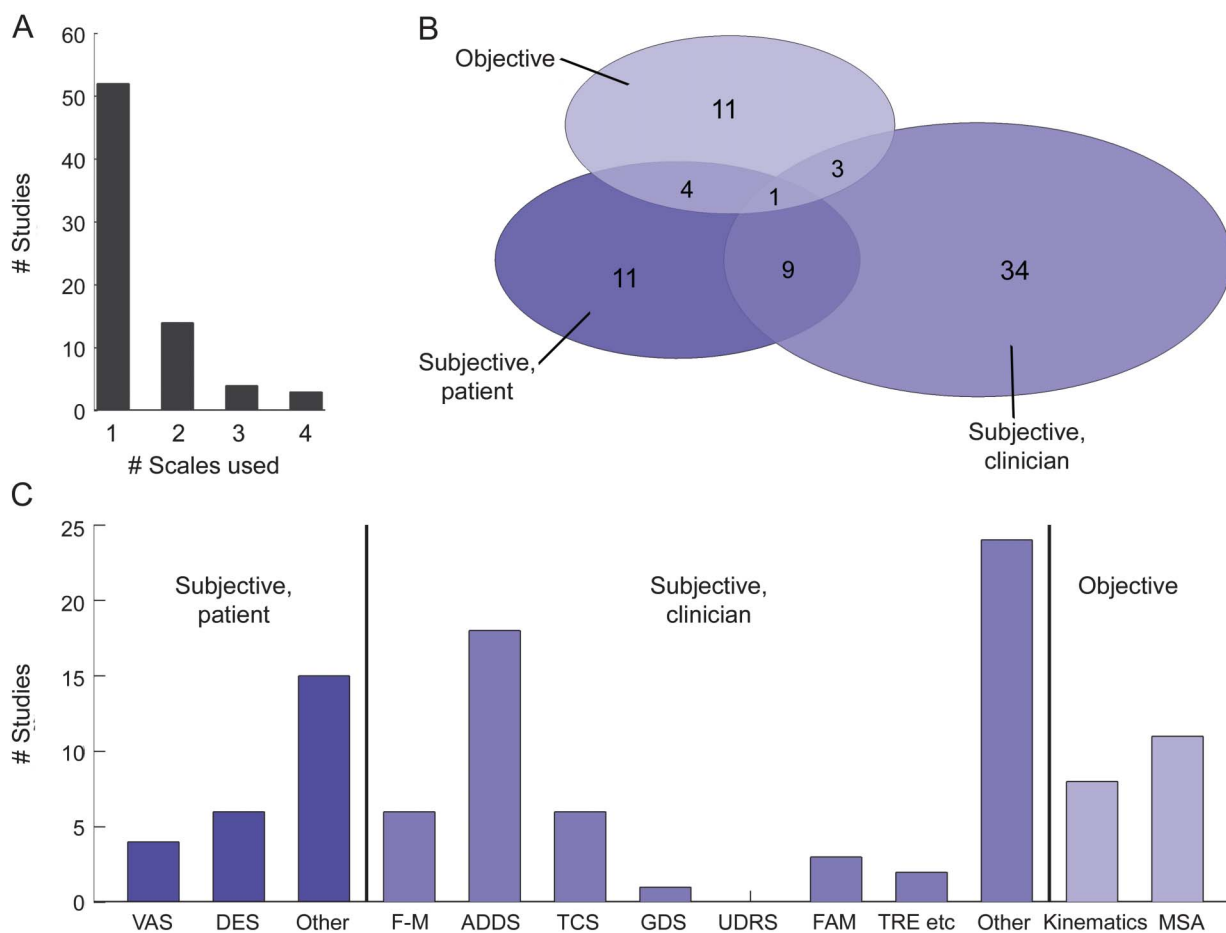 A
# Studies
60
50
40
30
20
10
0
1 2 3 4
# Scales used
B
Objective
11
3
4
1
11
9
34
Subjective,
patient
Subjective,
clinician
C
# Studies
25
20
15
10
5
0
Subjective,
patient
Subjective,
clinician
Objective
VAS DES Other F-M ADDS TCS GDS UDRS FAM TRE etc Other Kinematics MSA